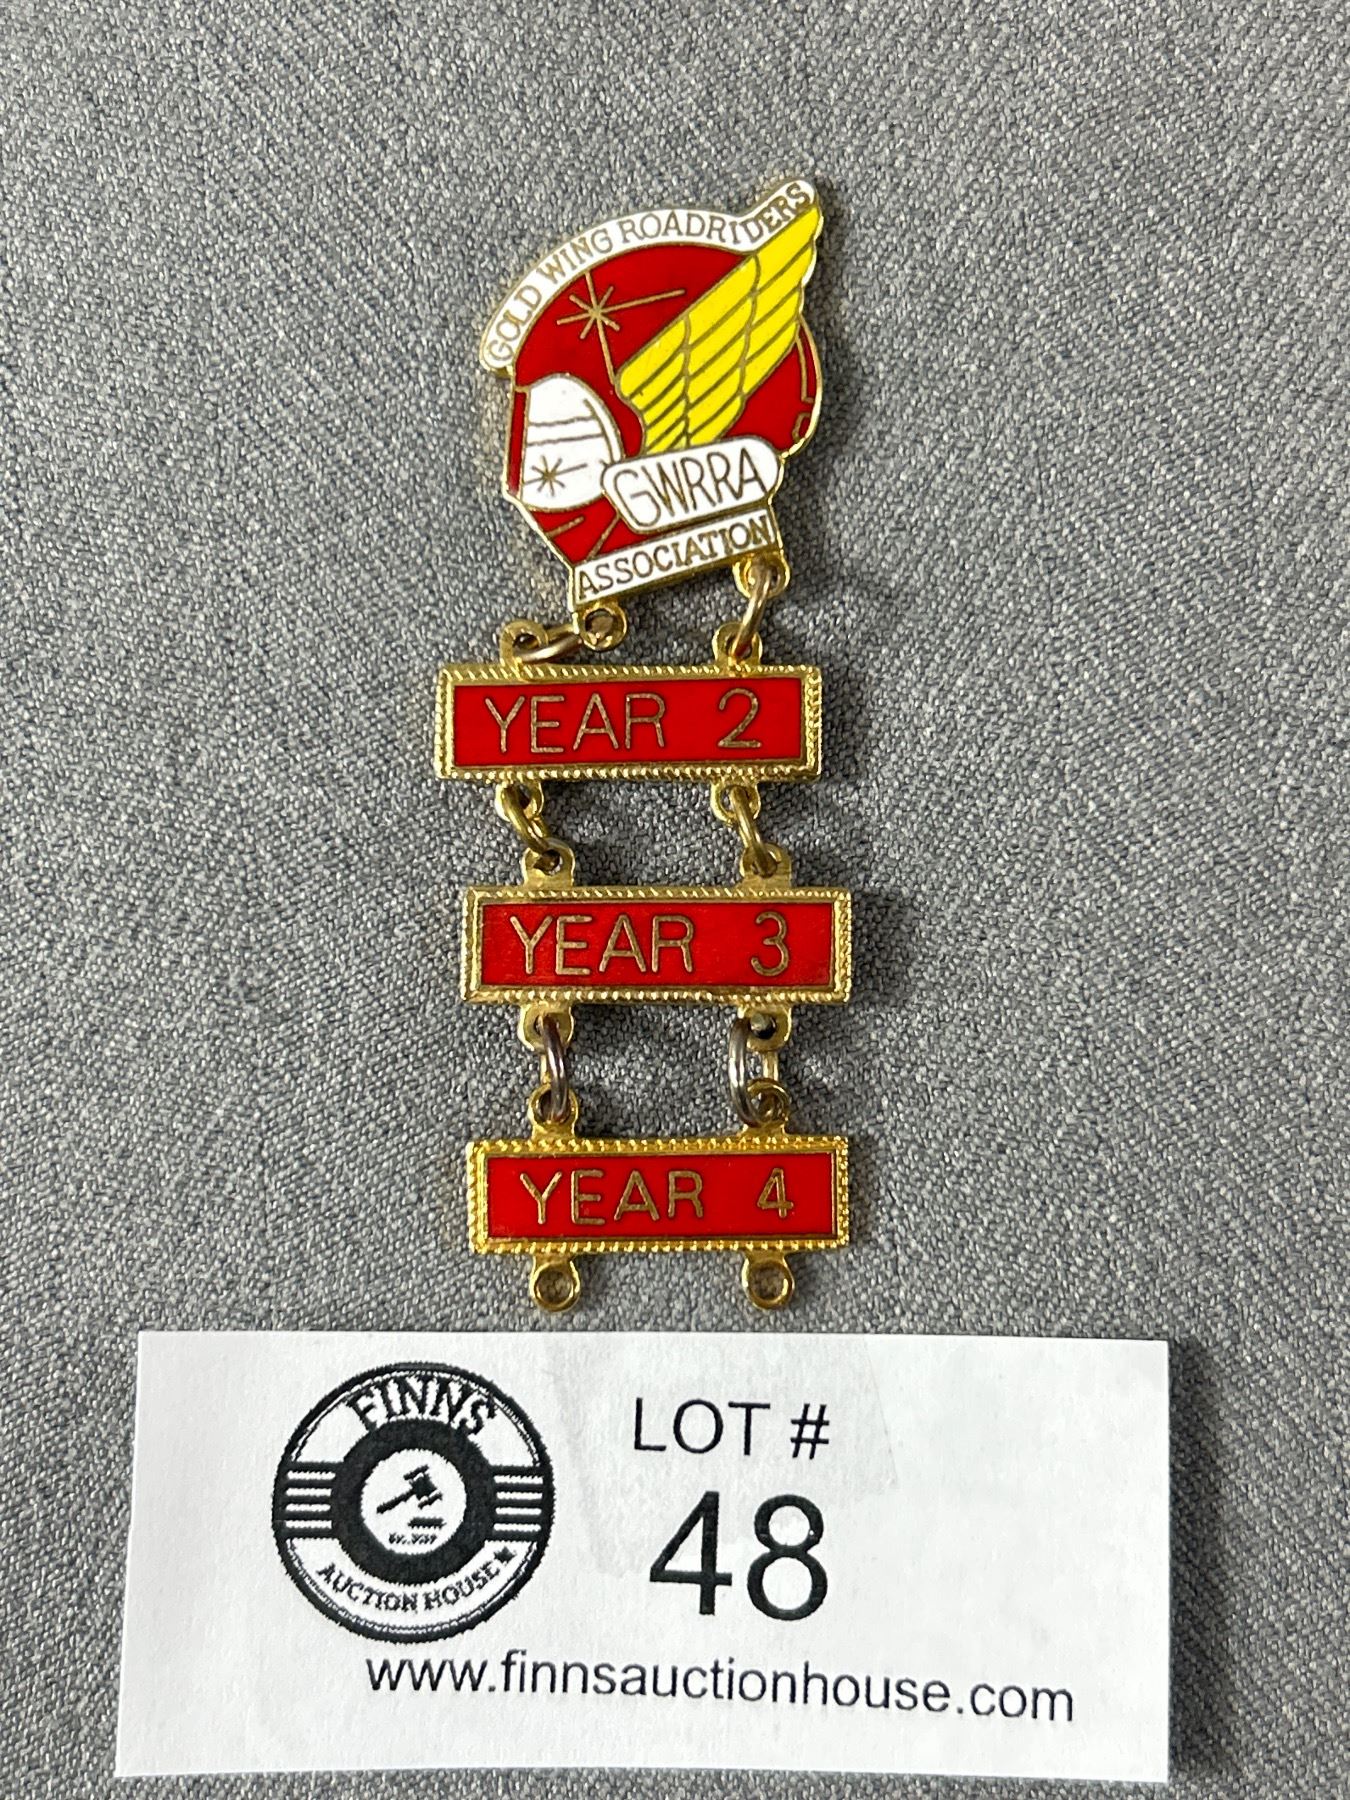 GOLD WING ROADRIDERS
GWRRA
ASSOCIATION
YEAR 2
YEAR 3
YEAR 4
FINNS
AUCTION HOUSE
LOT #
48
www.finnsauctionhouse.com